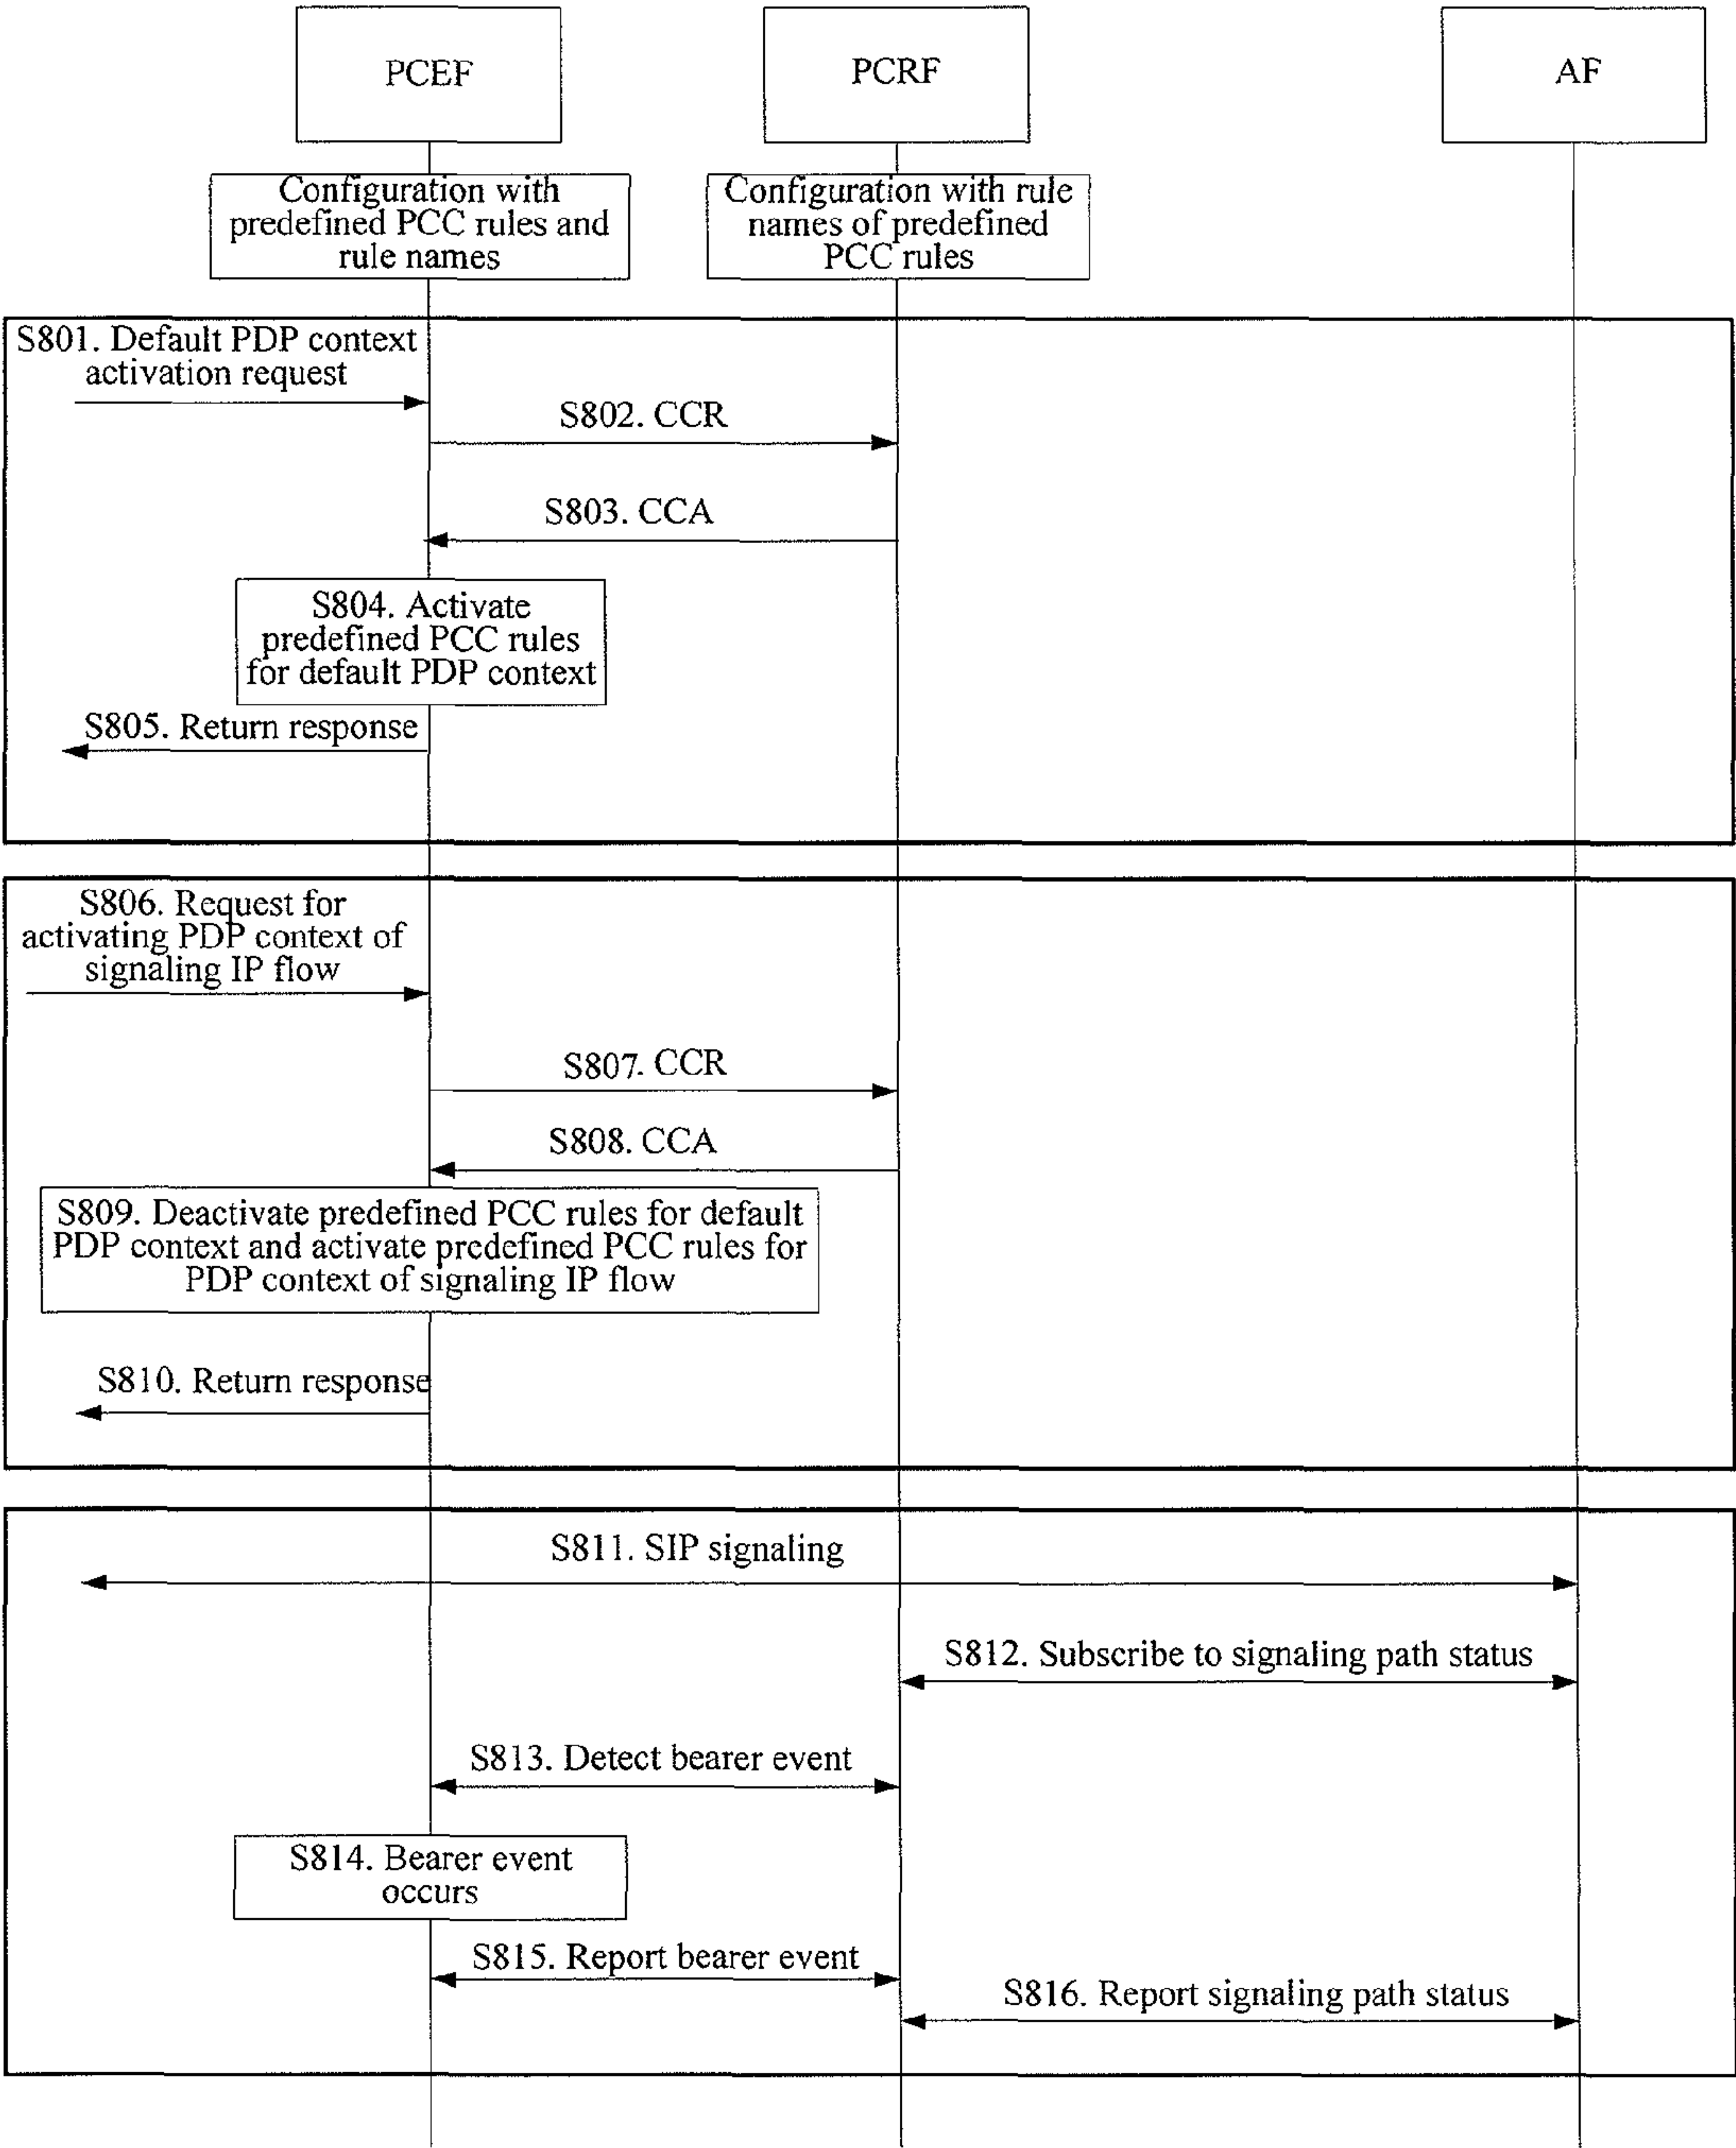 PCEF
PCRF
AF
Configuration with
predefined PCC rules and
rule names
Configuration with rule
names of predefined
PCC rules
S801. Default PDP context
activation request
S802. CCR
S803. CCA
S804. Activate
predefined PCC rules
for default PDP context
S805. Return response
S806. Request for
activating PDP context of
signaling IP flow
S807. CCR
S808. CCA
S809. Deactivate predefined PCC rules for default
PDP context and activate predefined PCC rules for
PDP context of signaling IP flow
S810. Return response
S811. SIP signaling
S812. Subscribe to signaling path status
S813. Detect bearer event
S814. Bearer event
occurs
S815. Report bearer event
S816. Report signaling path status